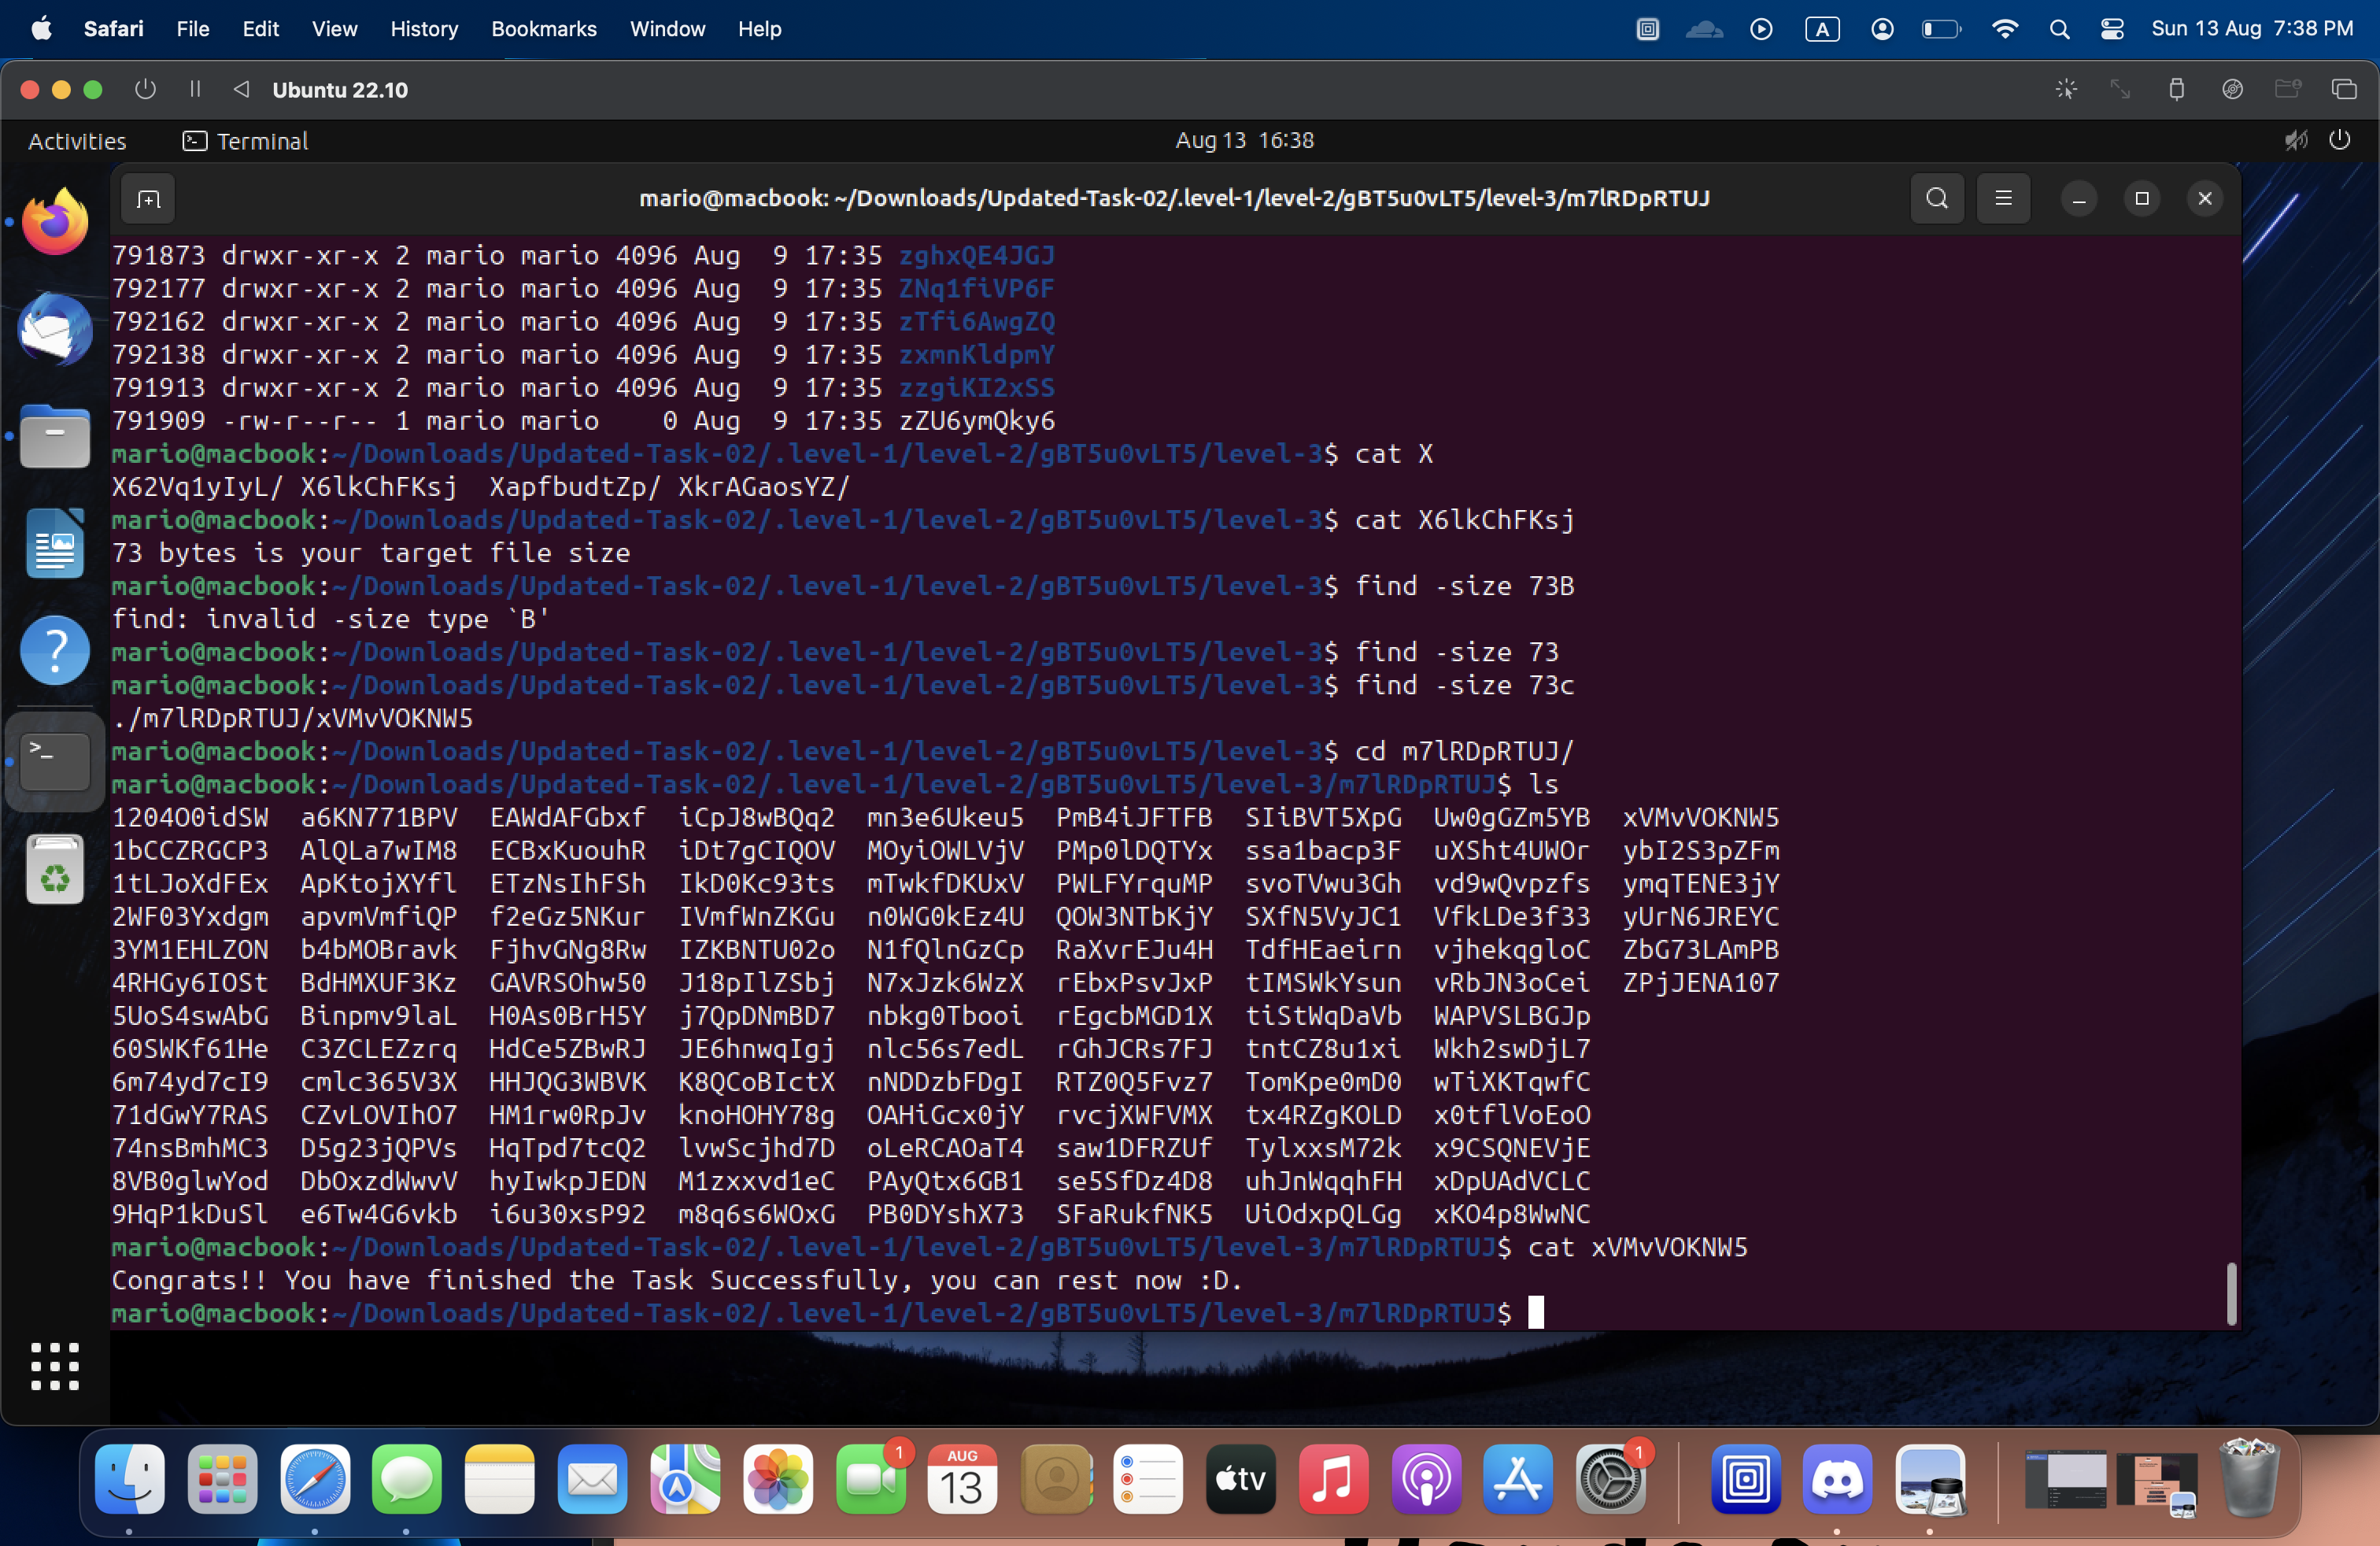 Safari File Edit View History Bookmarks Window Help A Sun 13 Aug 7:38 PM
Ubuntu 22.10
Activities Terminal Aug 13 16:38
mario@macbook: ~/Downloads/Updated-Task-02/.level-1/level-2/gBT5u0vLT5/level-3/m7lRDpRTUJ
791873 drwxr-xr-x 2 mario mario 4096 Aug  9 17:35 zghxQE4JGJ
792177 drwxr-xr-x 2 mario mario 4096 Aug  9 17:35 ZNq1fiVP6F
792162 drwxr-xr-x 2 mario mario 4096 Aug  9 17:35 zTfi6AwgZQ
792138 drwxr-xr-x 2 mario mario 4096 Aug  9 17:35 zxmnKldpmY
791913 drwxr-xr-x 2 mario mario 4096 Aug  9 17:35 zzgiKI2xSS
791909 -rw-r--r-- 1 mario mario    0 Aug  9 17:35 zZU6ymQky6
mario@macbook:~/Downloads/Updated-Task-02/.level-1/level-2/gBT5u0vLT5/level-3$ cat X
X62Vq1yIyL/ X6lkChFKsj  XapfbudtZp/ XkrAGaosYZ/
mario@macbook:~/Downloads/Updated-Task-02/.level-1/level-2/gBT5u0vLT5/level-3$ cat X6lkChFKsj
73 bytes is your target file size
mario@macbook:~/Downloads/Updated-Task-02/.level-1/level-2/gBT5u0vLT5/level-3$ find -size 73B
find: invalid -size type `B'
mario@macbook:~/Downloads/Updated-Task-02/.level-1/level-2/gBT5u0vLT5/level-3$ find -size 73
mario@macbook:~/Downloads/Updated-Task-02/.level-1/level-2/gBT5u0vLT5/level-3$ find -size 73c
./m7lRDpRTUJ/xVMvVOKNW5
mario@macbook:~/Downloads/Updated-Task-02/.level-1/level-2/gBT5u0vLT5/level-3$ cd m7lRDpRTUJ/
mario@macbook:~/Downloads/Updated-Task-02/.level-1/level-2/gBT5u0vLT5/level-3/m7lRDpRTUJ$ ls
1204O0idSW  a6KN771BPV  EAWdAFGbxf  iCpJ8wBQq2  mn3e6Ukeu5  PmB4iJFTFB  SIiBVT5XpG  Uw0gGZm5YB  xVMvVOKNW5
1bCCZRGCP3  AlQLa7wIM8  ECBxKuouhR  iDt7gCIQOV  MOyiOWLVjV  PMp0lDQTYx  ssa1bacp3F  uXSht4UWOr  ybI2S3pZFm
1tLJoXdFEx  ApKtojXYfl  ETzNsIhFSh  IkD0Kc93ts  mTwkfDKUxV  PWLFYrquMP  svoTVwu3Gh  vd9wQvpzfs  ymqTENE3jY
2WF03Yxdgm  apvmVmfiQP  f2eGz5NKur  IVmfWnZKGu  n0WG0kEz4U  QOW3NTbKjY  SXfN5VyJC1  VfkLDe3f33  yUrN6JREYC
3YM1EHLZON  b4bMOBravk  FjhvGNg8Rw  IZKBNTU02o  N1fQlnGzCp  RaXvrEJu4H  TdfHEaeirn  vjhekqgloC  ZbG73LAmPB
4RHGy6IOSt  BdHMXUF3Kz  GAVRSOhw50  J18pIlZSbj  N7xJzk6WzX  rEbxPsvJxP  tIMSWkYsun  vRbJN3oCei  ZPjJENA107
5UoS4swAbG  Binpmv9laL  H0As0BrH5Y  j7QpDNmBD7  nbkg0Tbooi  rEgcbMGD1X  tiStWqDaVb  WAPVSLBGJp
60SWKf61He  C3ZCLEZzrq  HdCe5ZBwRJ  JE6hnwqIgj  nlc56s7edL  rGhJCRs7FJ  tntCZ8u1xi  Wkh2swDjL7
6m74yd7cI9  cmlc365V3X  HHJQG3WBVK  K8QCoBIctX  nNDDzbFDgI  RTZ0Q5Fvz7  TomKpe0mD0  wTiXKTqwfC
71dGwY7RAS  CZvLOVIhO7  HM1rw0RpJv  knoHOHY78g  OAHiGcx0jY  rvcjXWFVMX  tx4RZgKOLD  x0tflVoEoO
74nsBmhMC3  D5g23jQPVs  HqTpd7tcQ2  lvwScjhd7D  oLeRCAOaT4  saw1DFRZUf  TylxxsM72k  x9CSQNEVjE
8VB0glwYod  DbOxzdWwvV  hyIwkpJEDN  M1zxxvd1eC  PAyQtx6GB1  se5SfDz4D8  uhJnWqqhFH  xDpUAdVCLC
9HqP1kDuSl  e6Tw4G6vkb  i6u30xsP92  m8q6s6WOxG  PB0DYshX73  SFaRukfNK5  UiOdxpQLGg  xKO4p8WwNC
mario@macbook:~/Downloads/Updated-Task-02/.level-1/level-2/gBT5u0vLT5/level-3/m7lRDpRTUJ$ cat xVMvVOKNW5
Congrats!! You have finished the Task Successfully, you can rest now :D.
mario@macbook:~/Downloads/Updated-Task-02/.level-1/level-2/gBT5u0vLT5/level-3/m7lRDpRTUJ$
1 AUG 13 tv 1